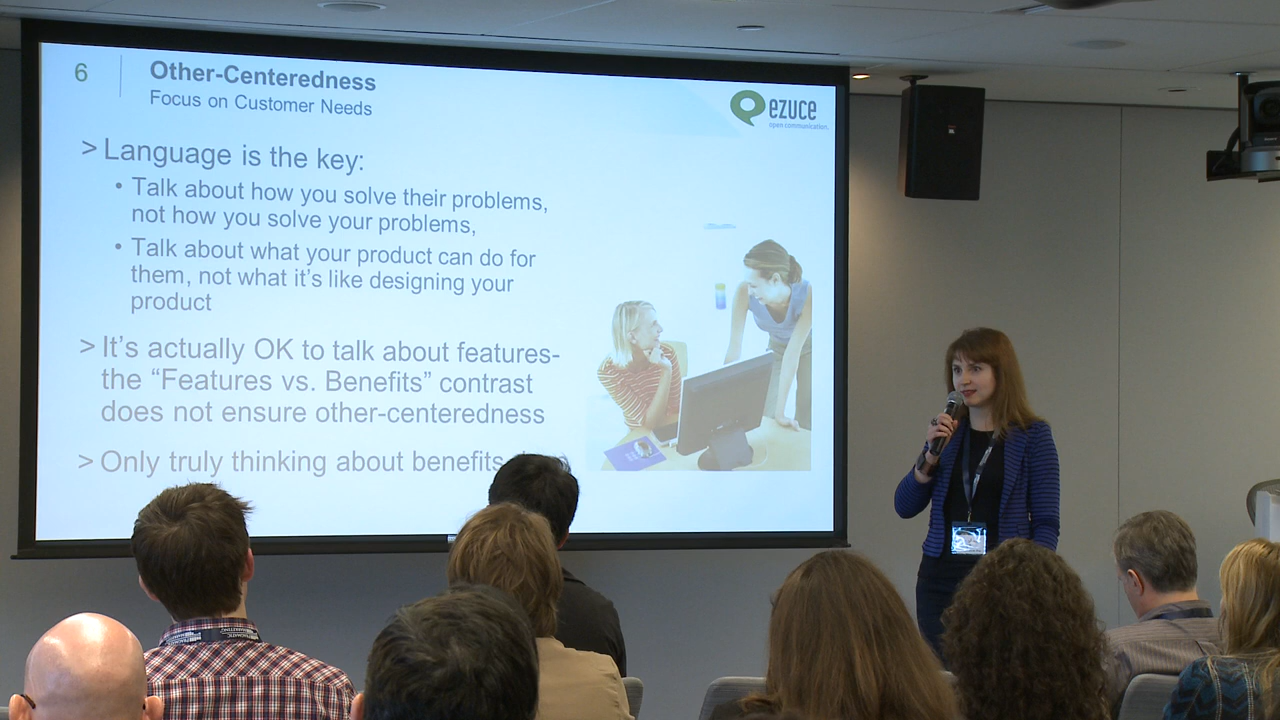 6
Other-Centeredness
Focus on Customer Needs
ezuce
open communication.
> Language is the key:
• Talk about how you solve their problems,
not how you solve your problems,
• Talk about what your product can do for
them, not what it's like designing your
product
> It's actually OK to talk about features-
the “Features vs. Benefits” contrast
does not ensure other-centeredness
> Only truly thinking about benefits